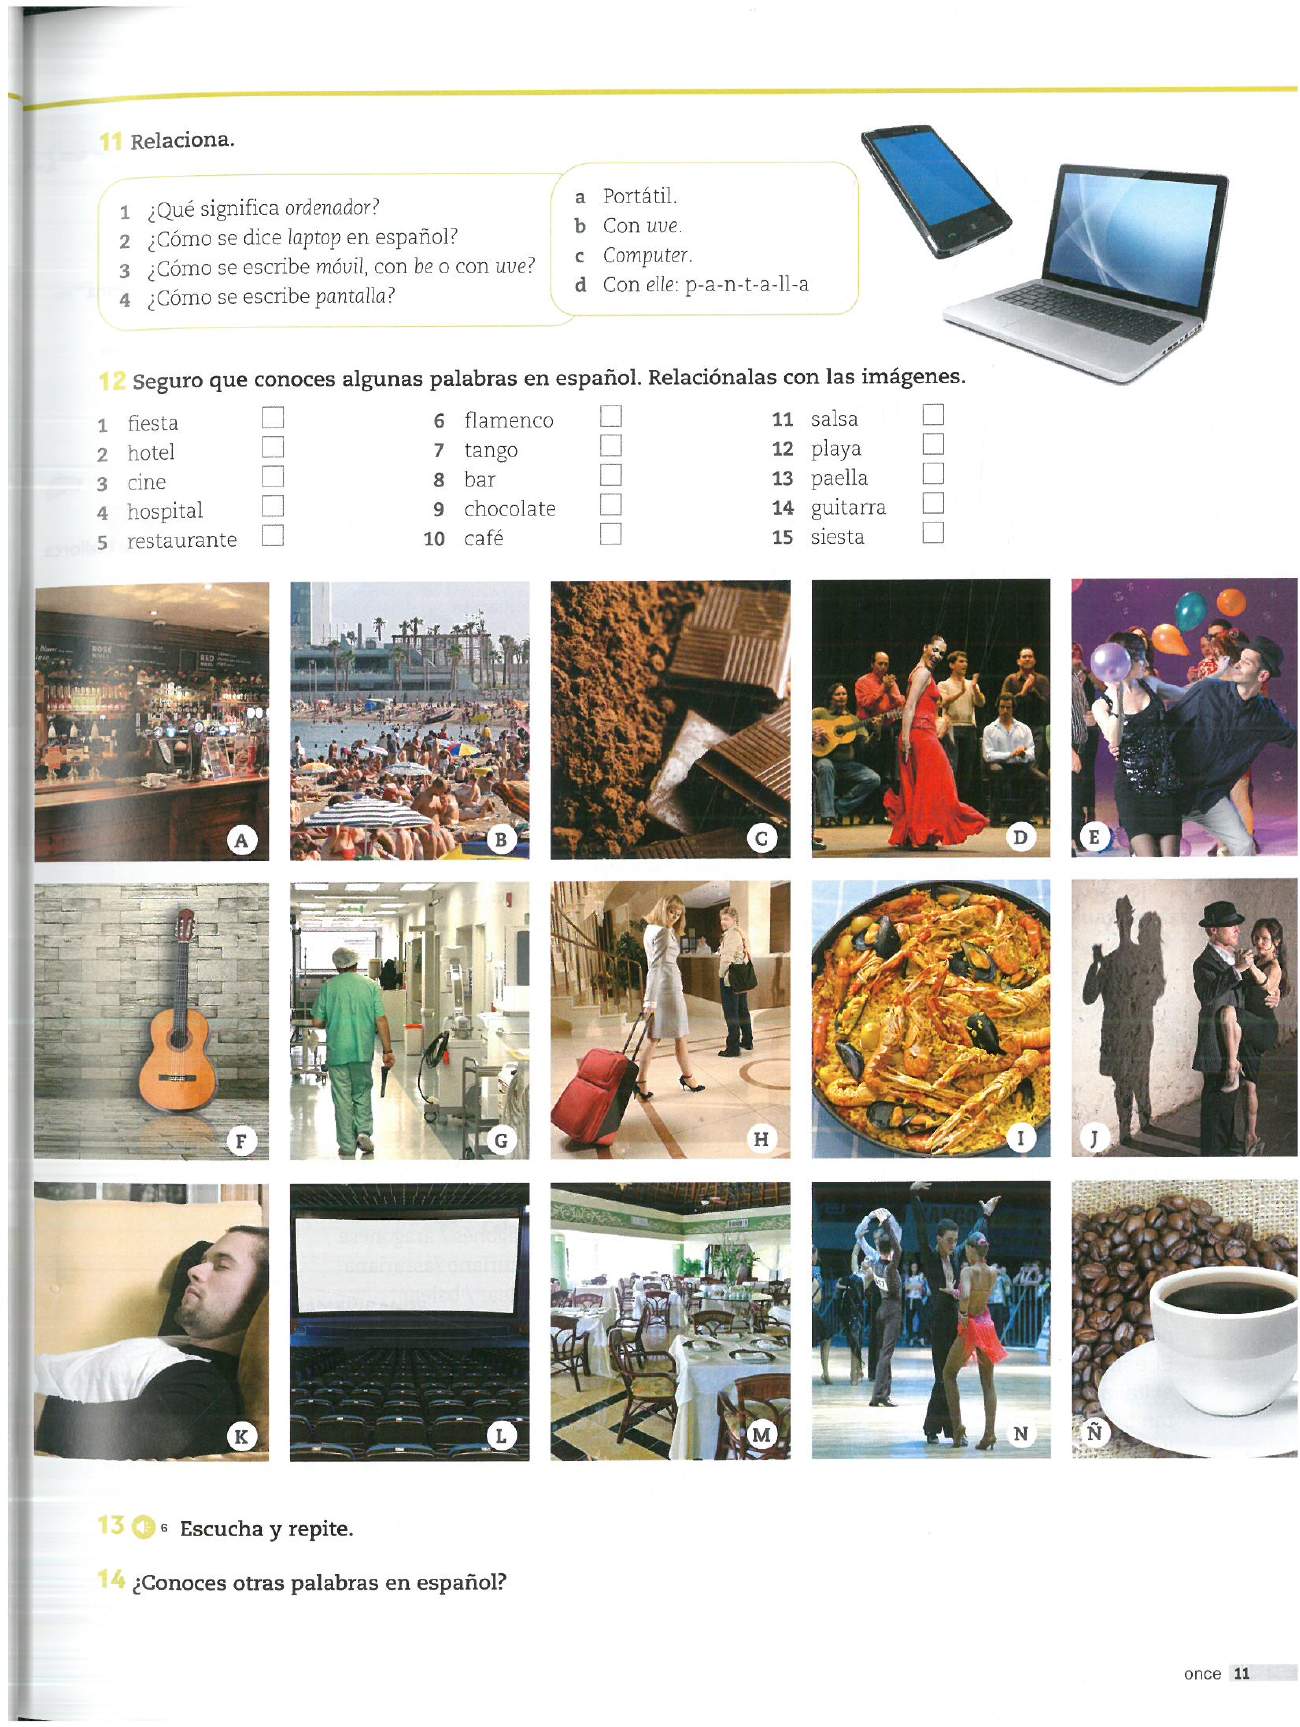 11 Relaciona.
1 ¿Qué significa ordenador?
2 ¿Cómo se dice laptop en español?
3 ¿Cómo se escribe móvil, con be o con uve?
4 ¿Cómo se escribe pantalla?
a Portátil.
b Con uve.
c Computer.
d Con elle: p-a-n-t-a-ll-a
12 Seguro que conoces algunas palabras en español. Relaciónalas con las imágenes.
1 fiesta
2 hotel
3 cine
4 hospital
5 restaurante
6 flamenco
7 tango
8 bar
9 chocolate
10 café
11 salsa
12 playa
13 paella
14 guitarra
15 siesta
ROSE
RED
A
B
C
D
E
F
G
H
I
J
K
L
M
N
Ñ
13 6 Escucha y repite.
14 ¿Conoces otras palabras en español?
once 11